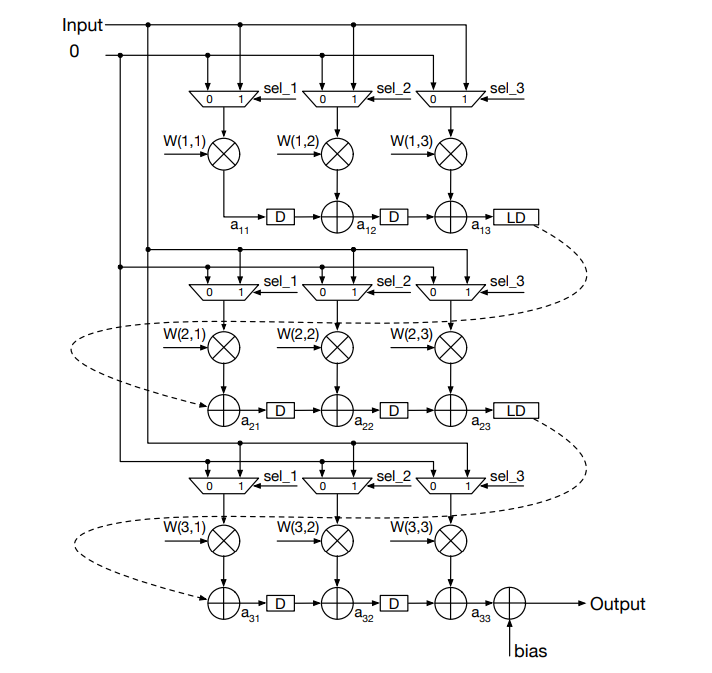 Input
0
sel_1 sel_2 sel_3
0 1 0 1 0 1
W(1,1) W(1,2) W(1,3)
D D LD
a11 a12 a13
sel_1 sel_2 sel_3
0 1 0 1 0 1
W(2,1) W(2,2) W(2,3)
D D LD
a21 a22 a23
sel_1 sel_2 sel_3
0 1 0 1 0 1
W(3,1) W(3,2) W(3,3)
D D Output
a31 a32 a33
bias